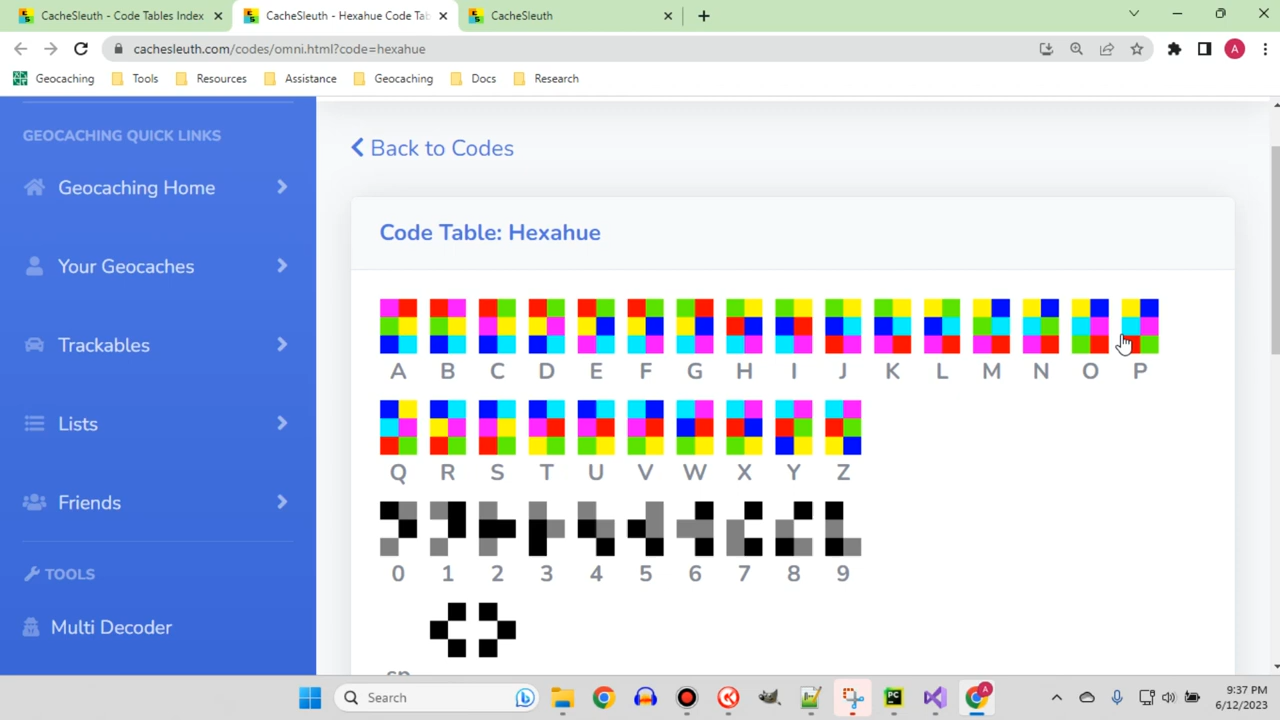 CacheSleuth - Code Tables Index
CacheSleuth - Hexahue Code Tab
CacheSleuth
cachesleuth.com/codes/omni.html?code=hexahue
A
Geocaching Tools Resources Assistance Geocaching Docs Research
GEOCACHING QUICK LINKS
Geocaching Home
Your Geocaches
Trackables
Lists
Friends
TOOLS
Multi Decoder
Back to Codes
Code Table: Hexahue
A B C D E F G H I J K L M N O P
Q R S T U V W X Y Z
0 1 2 3 4 5 6 7 8 9
sp
Search
9:37 PM
6/12/2023